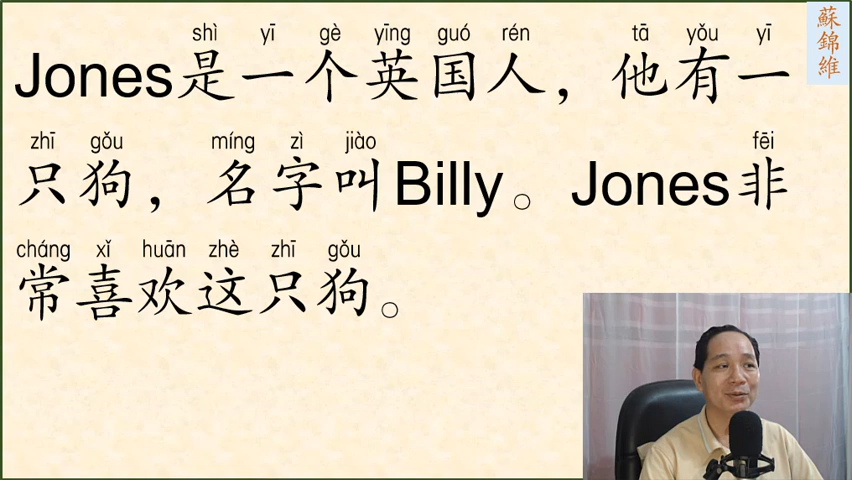 shì yī gè yīng guó rén tā yǒu yī
Jones是一个英国人，他有一
zhī gǒu míng zì jiào fēi
只狗，名字叫Billy。Jones非
cháng xǐ huān zhè zhī gǒu
常喜欢这只狗。
蘇錦維